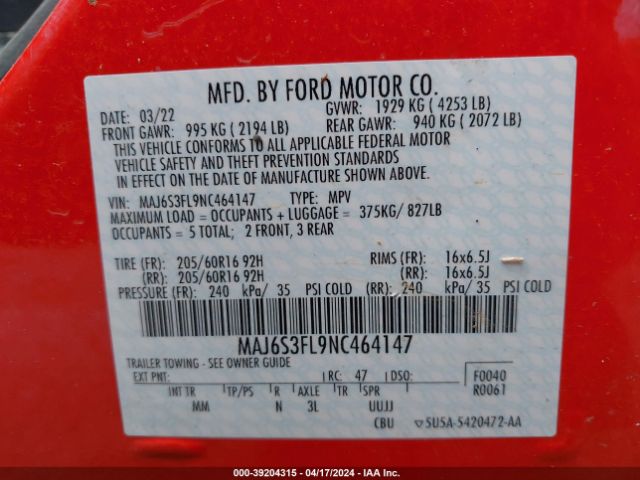 MFD. BY FORD MOTOR CO.
DATE: 03/22 GVWR: 1929 KG ( 4253 LB)
FRONT GAWR: 995 KG ( 2194 LB) REAR GAWR: 940 KG ( 2072 LB)
THIS VEHICLE CONFORMS TO ALL APPLICABLE FEDERAL MOTOR
VEHICLE SAFETY AND THEFT PREVENTION STANDARDS
IN EFFECT ON THE DATE OF MANUFACTURE SHOWN ABOVE.
VIN: MAJ6S3FL9NC464147 TYPE: MPV
MAXIMUM LOAD = OCCUPANTS + LUGGAGE = 375KG/ 827LB
OCCUPANTS = 5 TOTAL; 2 FRONT, 3 REAR
TIRE (FR): 205/60R16 92H RIMS (FR): 16x6.5J
(RR): 205/60R16 92H (RR): 16x6.5J
PRESSURE (FR): 240 kPa/ 35 PSI COLD (RR): 240 kPa/ 35 PSI COLD
MAJ6S3FL9NC464147
TRAILER TOWING - SEE OWNER GUIDE
EXT PNT: RC: 47 DSO: F0040
INT TR TP/PS R AXLE TR SPR R0061
MM N 3L UUJJ
CBU 5U5A-5420472-AA
000-39204315 - 04/17/2024 - IAA Inc.